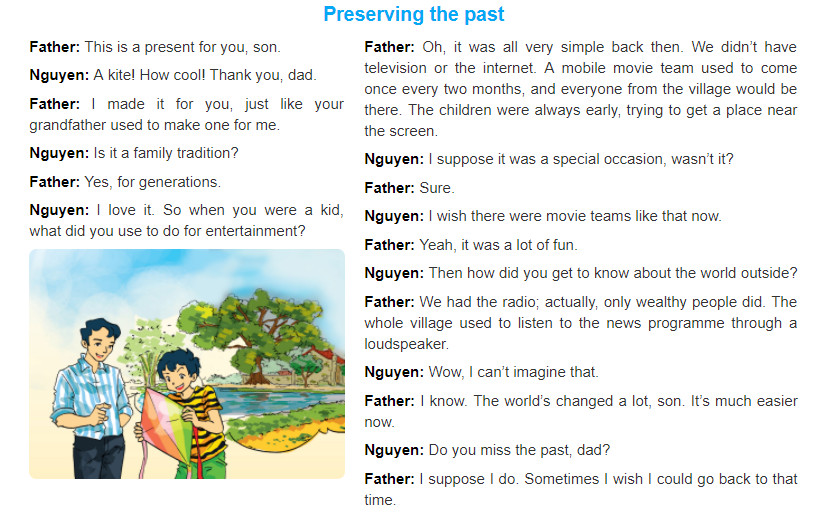 Preserving the past
Father: This is a present for you, son.
Nguyen: A kite! How cool! Thank you, dad.
Father: I made it for you, just like your
grandfather used to make one for me.
Nguyen: Is it a family tradition?
Father: Yes, for generations.
Nguyen: I love it. So when you were a kid,
what did you use to do for entertainment?
Father: Oh, it was all very simple back then. We didn't have
television or the internet. A mobile movie team used to come
once every two months, and everyone from the village would be
there. The children were always early, trying to get a place near
the screen.
Nguyen: I suppose it was a special occasion, wasn't it?
Father: Sure.
Nguyen: I wish there were movie teams like that now.
Father: Yeah, it was a lot of fun.
Nguyen: Then how did you get to know about the world outside?
Father: We had the radio; actually, only wealthy people did. The
whole village used to listen to the news programme through a
loudspeaker.
Nguyen: Wow, I can't imagine that.
Father: I know. The world's changed a lot, son. It's much easier
now.
Nguyen: Do you miss the past, dad?
Father: I suppose I do. Sometimes I wish I could go back to that
time.